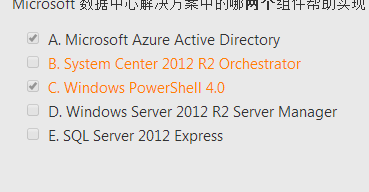 Microsoft 数据中心解决方案中的哪两个组件帮助实现
A. Microsoft Azure Active Directory
B. System Center 2012 R2 Orchestrator
C. Windows PowerShell 4.0
D. Windows Server 2012 R2 Server Manager
E. SQL Server 2012 Express